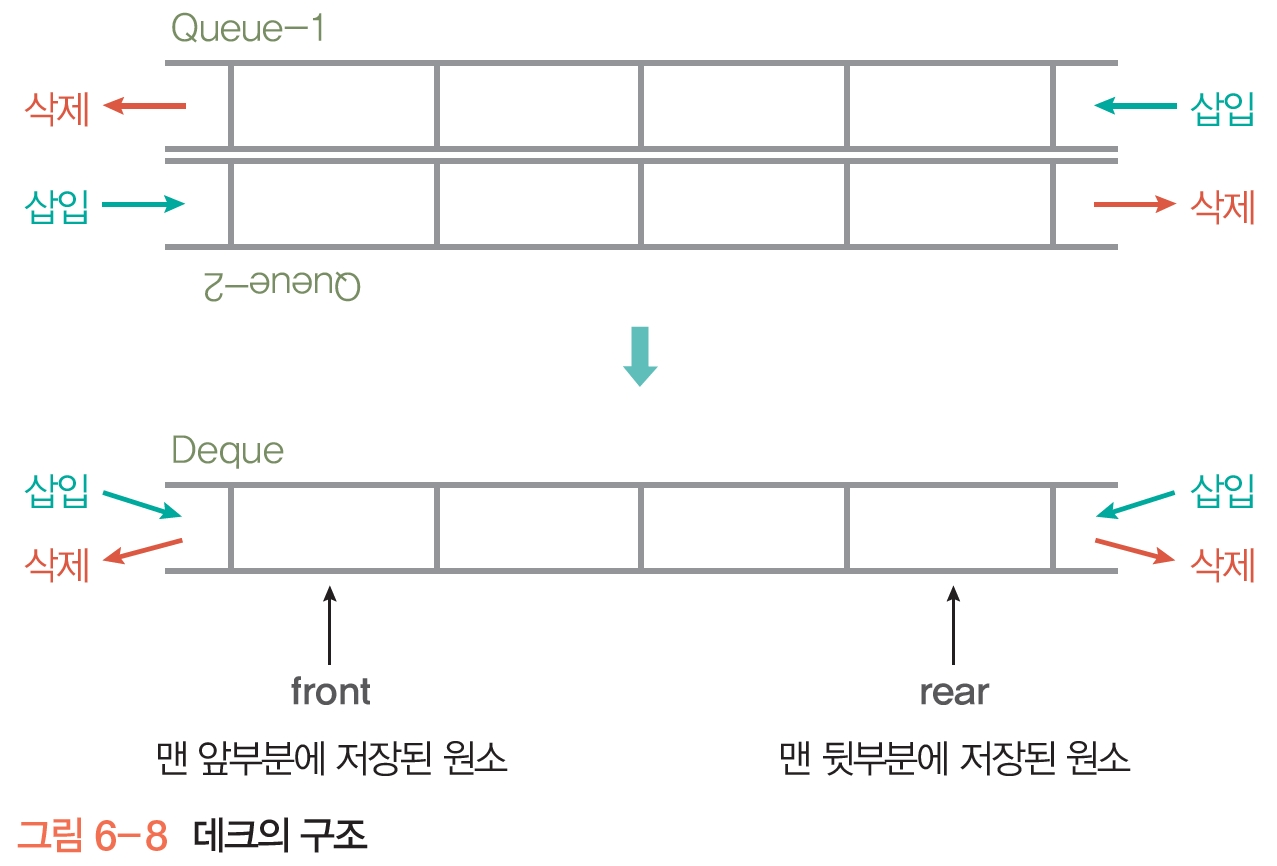 Queue-1
삭제 삽입
삽입 삭제
Queue-2
Deque
삽입 삽입
삭제 삭제
front rear
맨 앞부분에 저장된 원소 맨 뒷부분에 저장된 원소
그림 6-8 데크의 구조